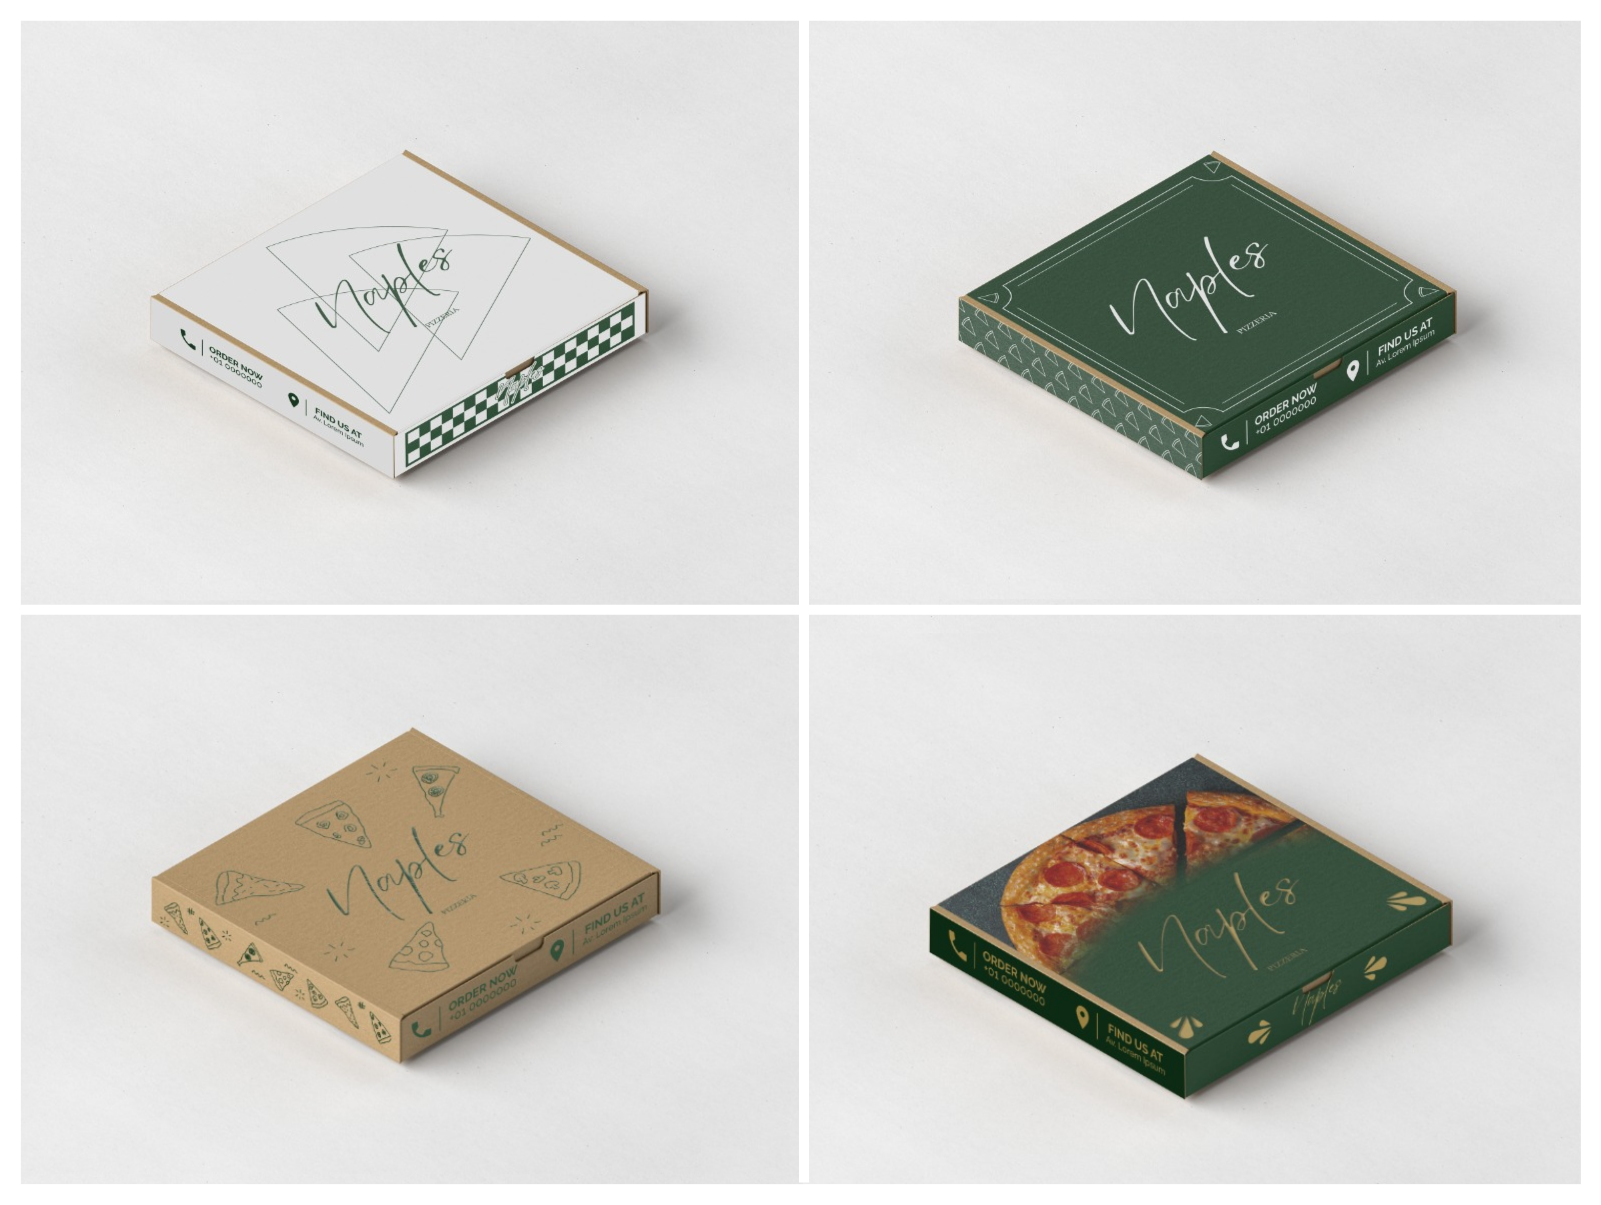 Naples
PIZZERIA
ORDER NOW
+01 0000000
FIND US AT
Av. Lorem Ipsum
Naples
Naples
PIZZERIA
ORDER NOW
+01 0000000
FIND US AT
Av. Lorem Ipsum
Naples
PIZZERIA
ORDER NOW
+01 0000000
FIND US AT
Av. Lorem Ipsum
Naples
PIZZERIA
ORDER NOW
+01 0000000
FIND US AT
Av. Lorem Ipsum
Naples